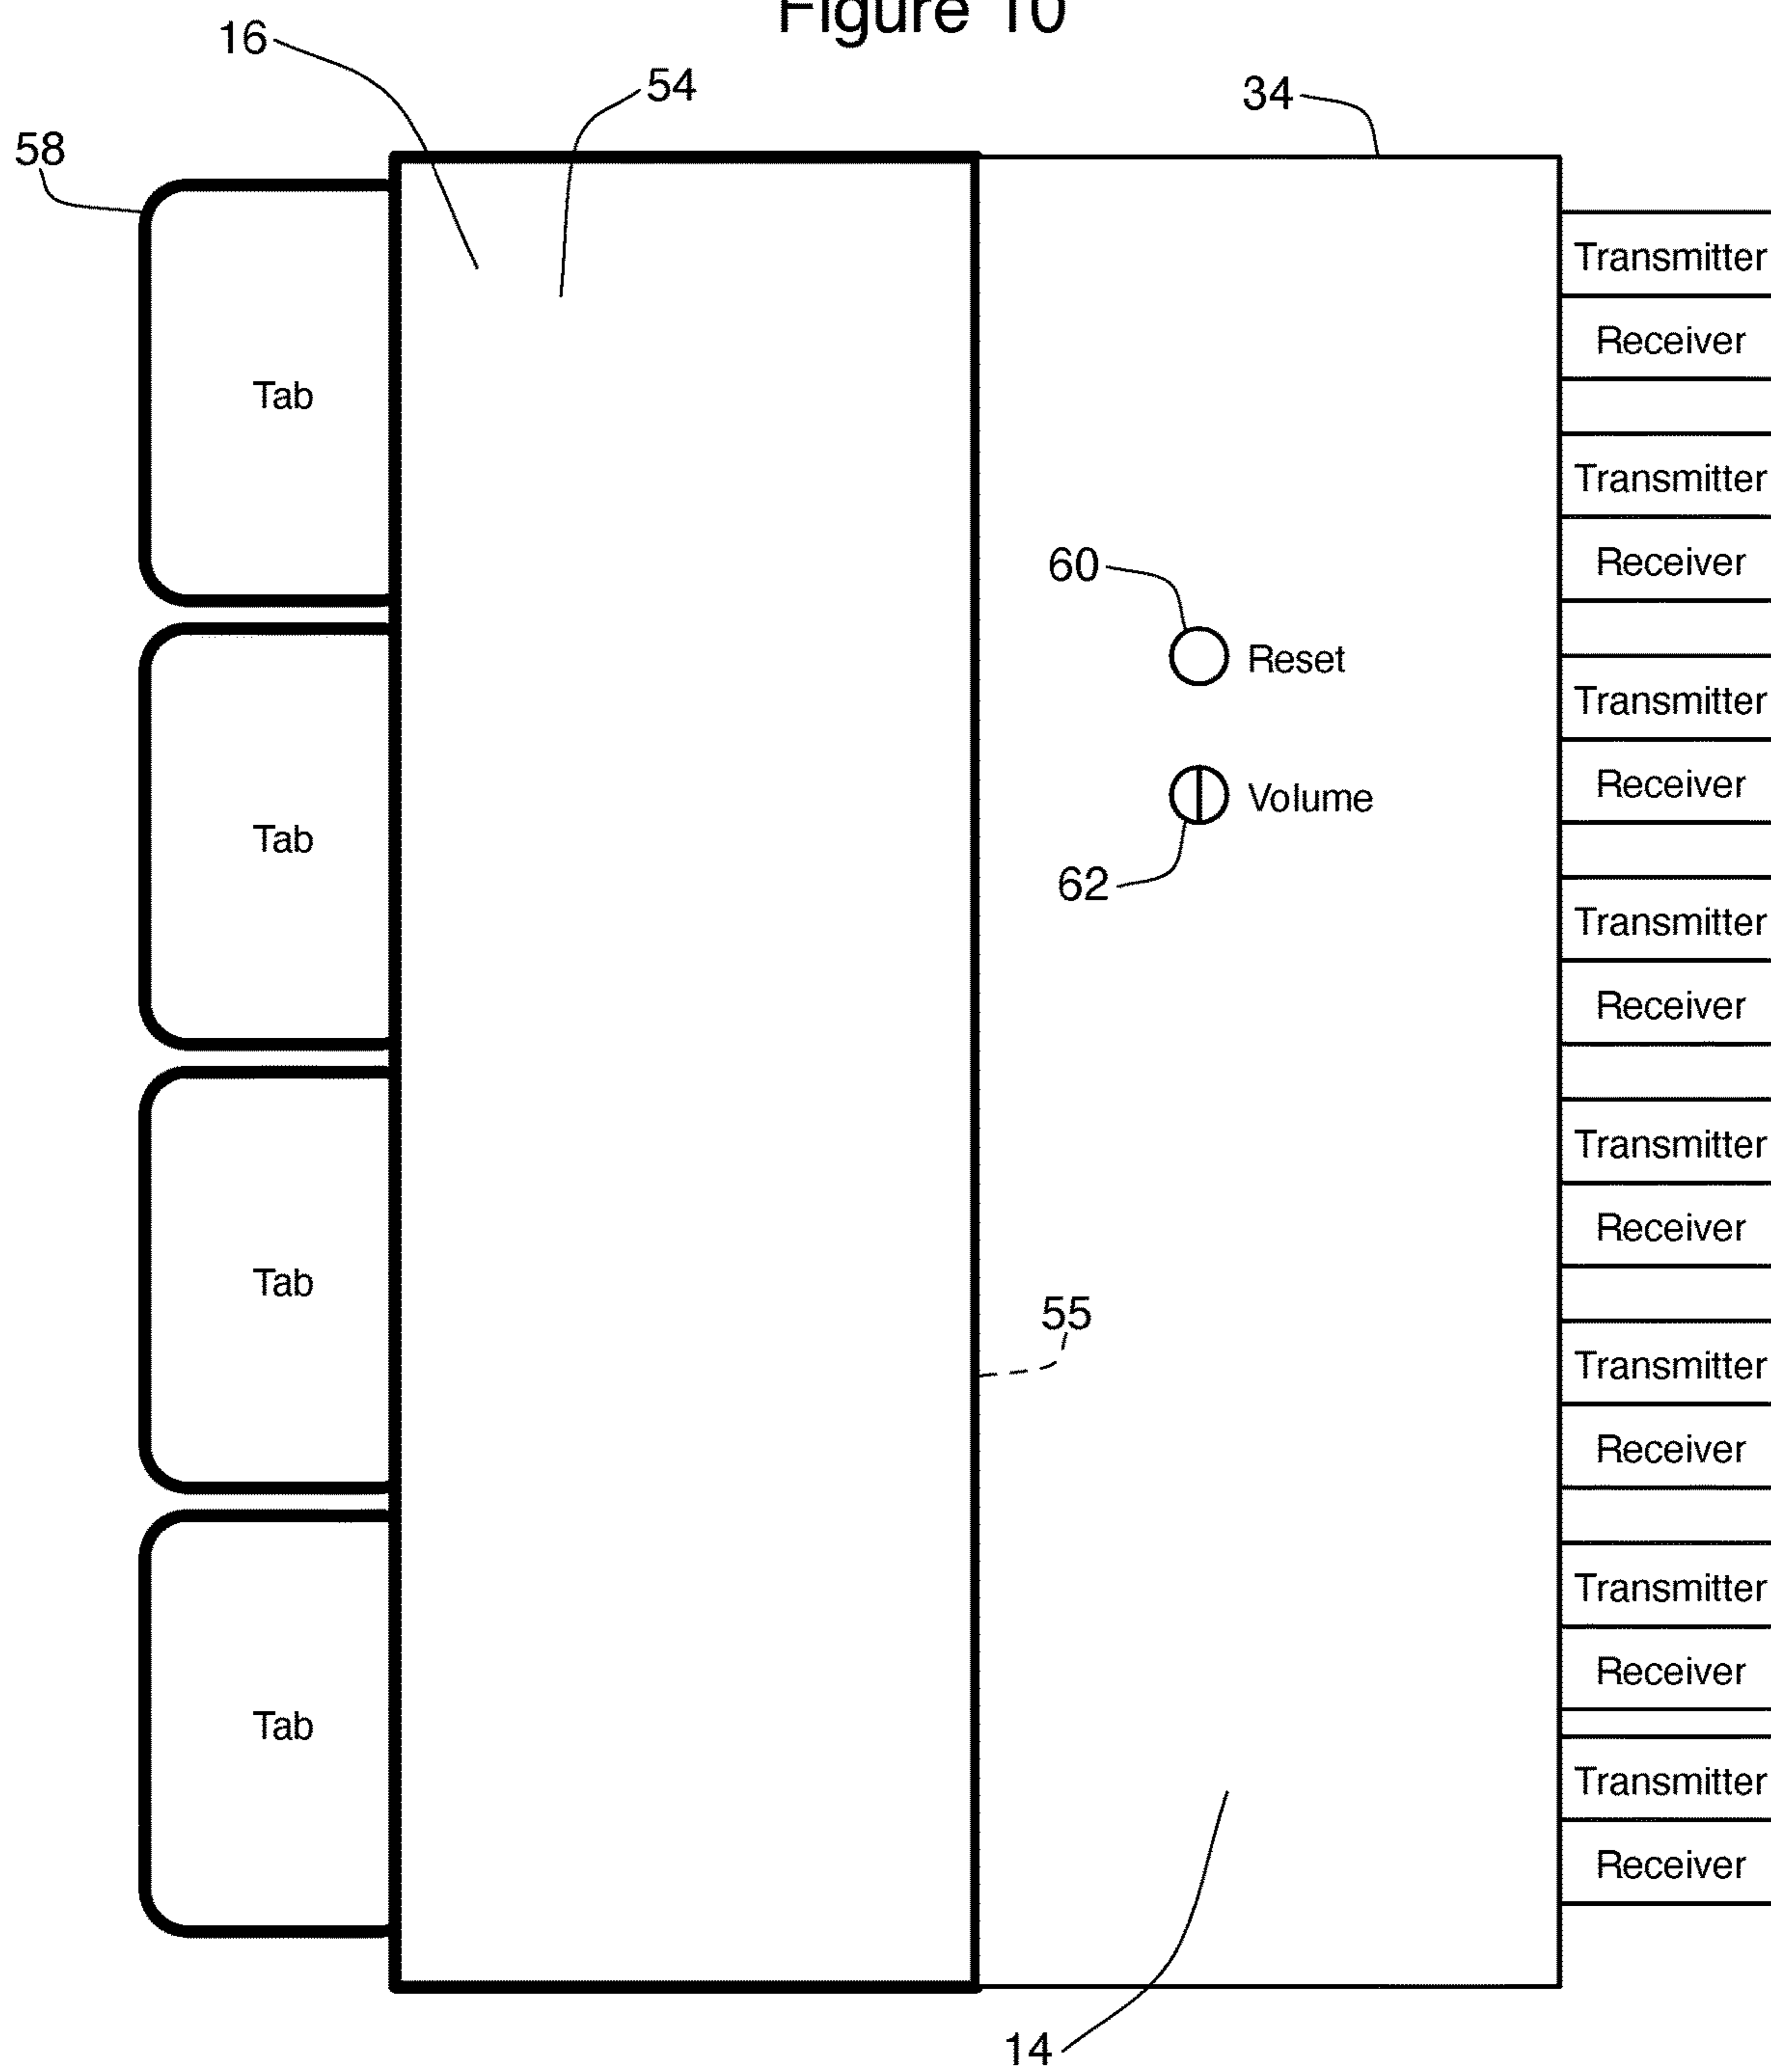 Figure 10
16
54
34
58
Transmitter
Receiver
Tab
Transmitter
Receiver
60
Reset
Transmitter
Receiver
Volume
Tab
62
Transmitter
Receiver
Transmitter
Receiver
Tab
55
Transmitter
Receiver
Transmitter
Receiver
Tab
Transmitter
Receiver
14